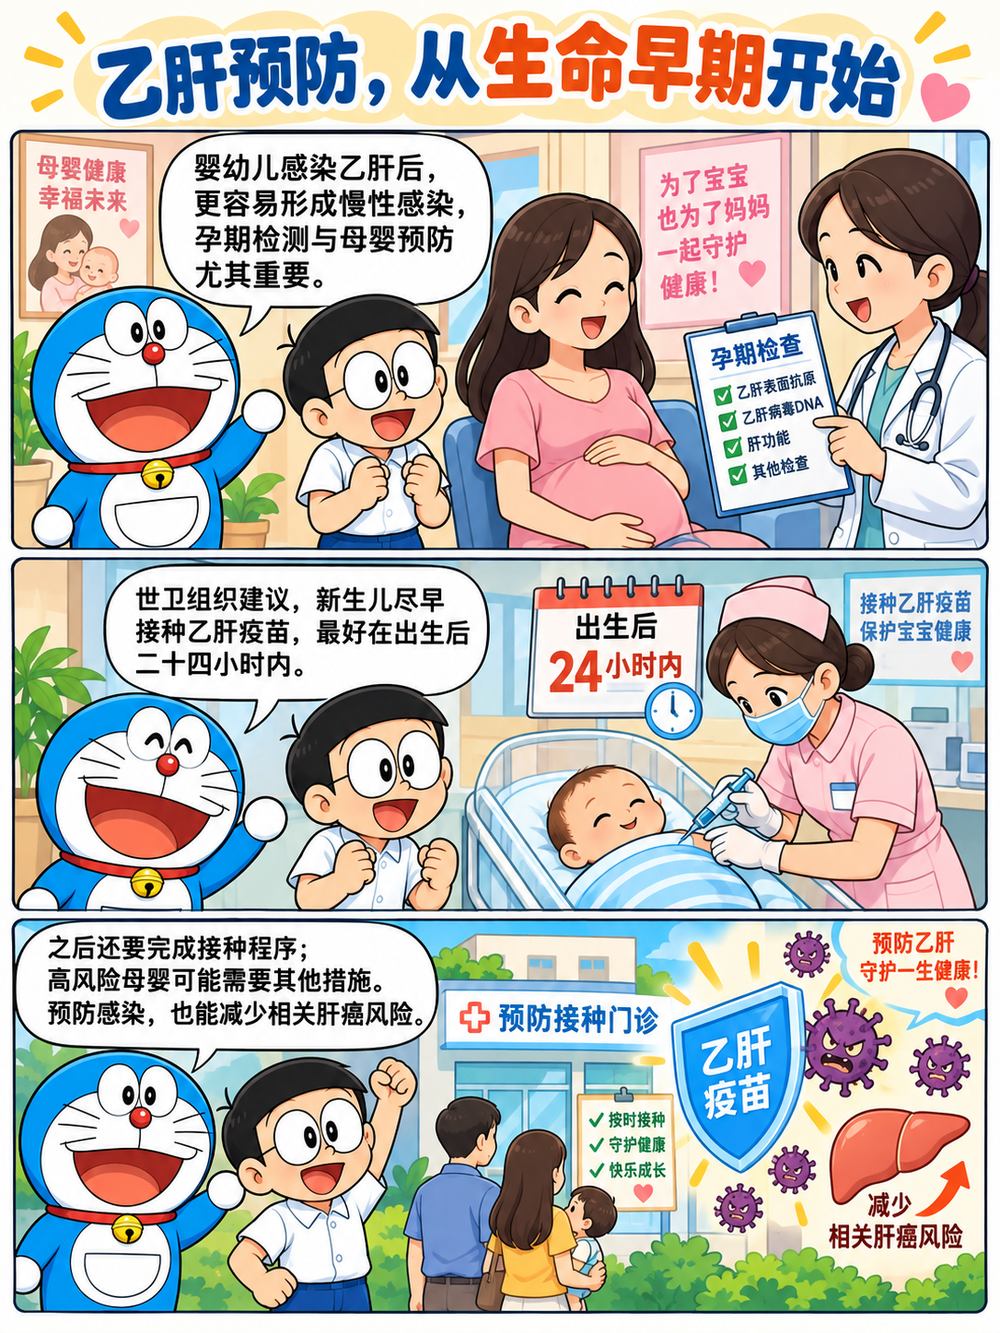 乙肝预防，从生命早期开始
母婴健康
幸福未来
婴幼儿感染乙肝后，
更容易形成慢性感染，
孕期检测与母婴预防
尤其重要。
为了宝宝
也为了妈妈
一起守护
健康！
孕期检查
乙肝表面抗原
乙肝病毒DNA
肝功能
其他检查
世卫组织建议，新生儿尽早
接种乙肝疫苗，最好在出生后
二十四小时内。
出生后
24小时内
接种乙肝疫苗
保护宝宝健康
之后还要完成接种程序；
高风险母婴可能需要其他措施。
预防感染，也能减少相关肝癌风险。
预防接种门诊
按时接种
守护健康
快乐成长
乙肝
疫苗
预防乙肝
守护一生健康！
减少
相关肝癌风险